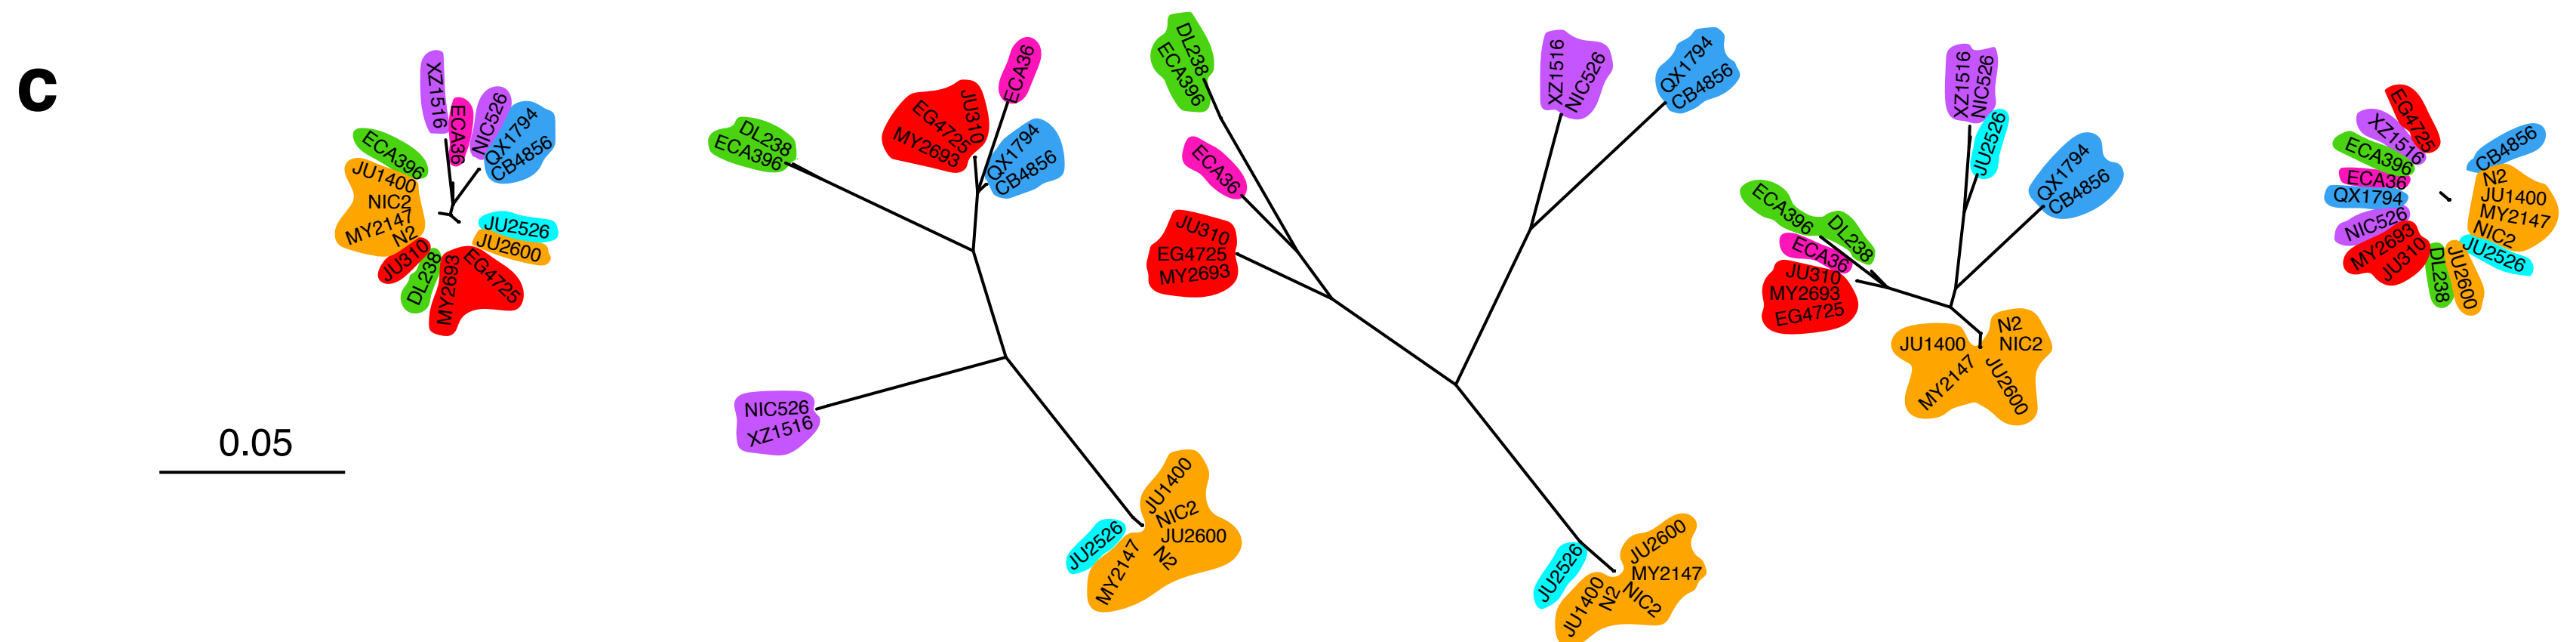 c
0.05
XZ1516
ECA36
NIC526
QX1794
CB4856
ECA396
JU1400
NIC2
MY2147
N2
JU2526
JU2600
JU310
DL238
MY2693
EG4725
DL238
ECA396
JU310
EG4725
MY2693
ECA36
QX1794
CB4856
NIC526
XZ1516
JU1400
NIC2
JU2600
N2
MY2147
JU2526
DL238
ECA396
ECA36
JU310
EG4725
MY2693
XZ1516
NIC526
QX1794
CB4856
JU2526
JU2600
MY2147
NIC2
N2
JU1400
XZ1516
NIC526
JU2526
QX1794
CB4856
ECA396
DL238
ECA36
JU310
MY2693
EG4725
N2
JU1400
NIC2
MY2147
JU2600
EG4725
XZ1516
ECA396
ECA36
QX1794
NIC526
MY2693
JU310
DL238
JU2600
CB4856
N2
JU1400
MY2147
NIC2
JU2526